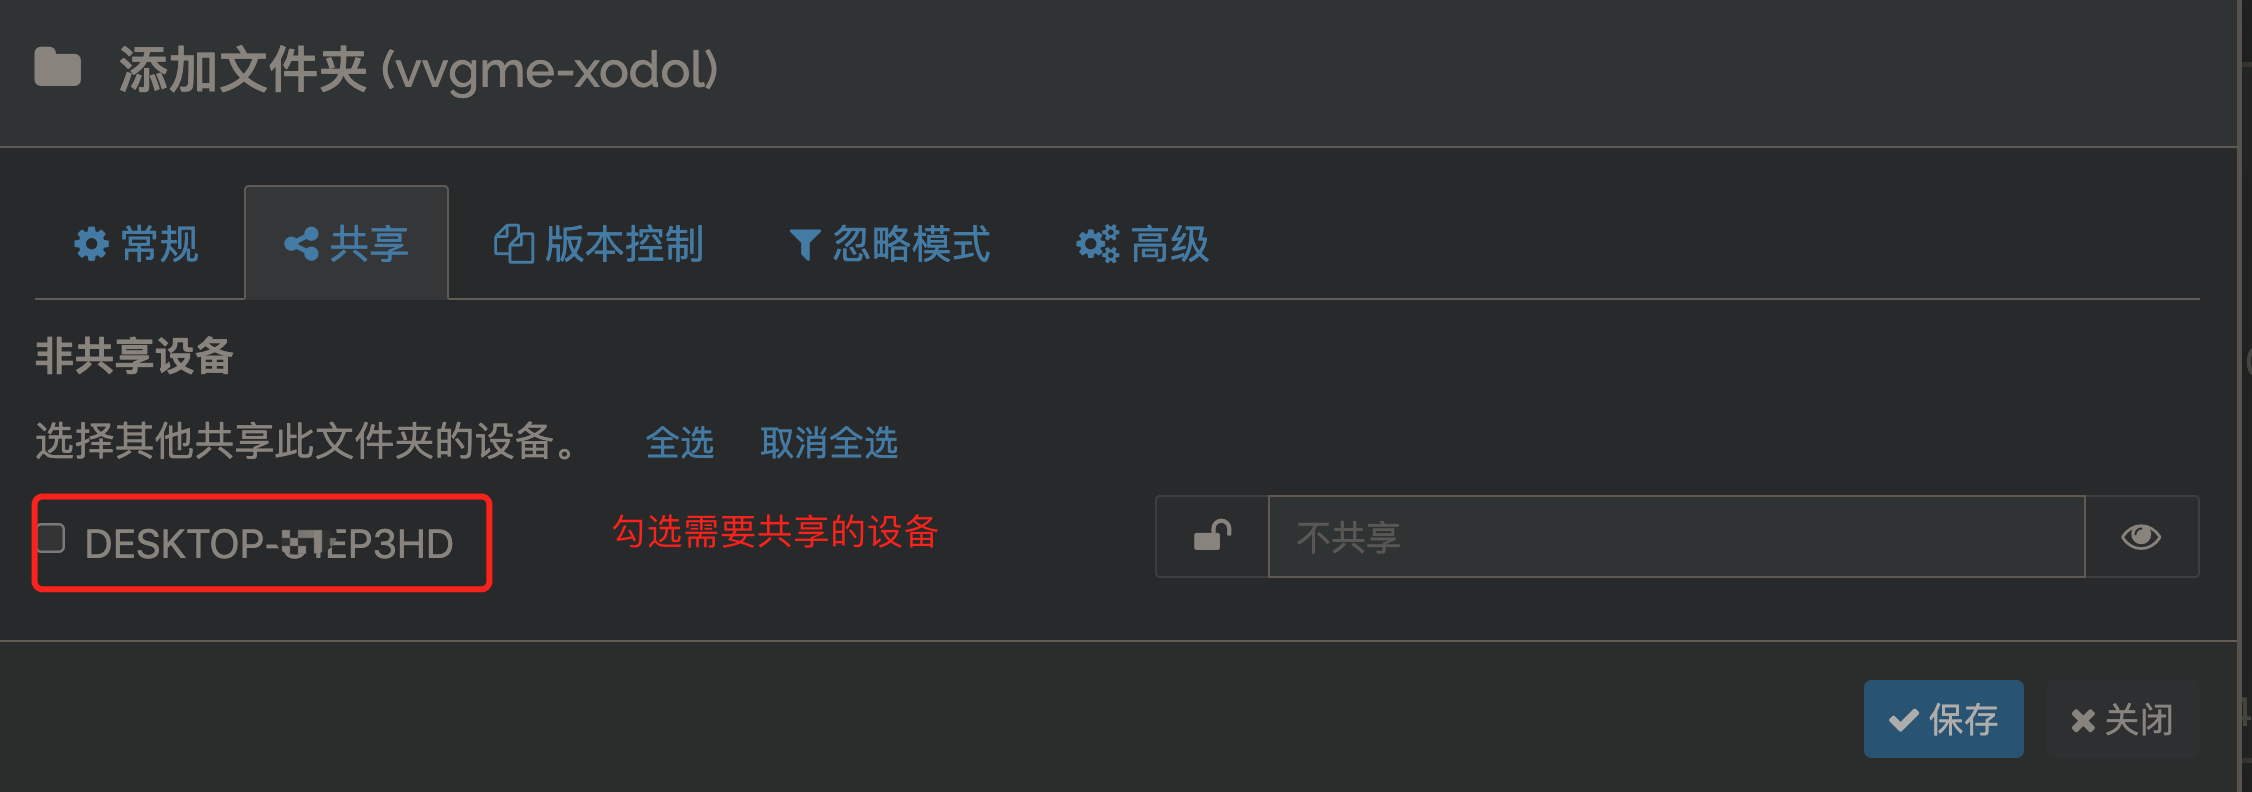 添加文件夹 (vvgme-xodol)
常规 共享 版本控制 忽略模式 高级
非共享设备
选择其他共享此文件夹的设备。 全选 取消全选
勾选需要共享的设备 不共享
保存 关闭